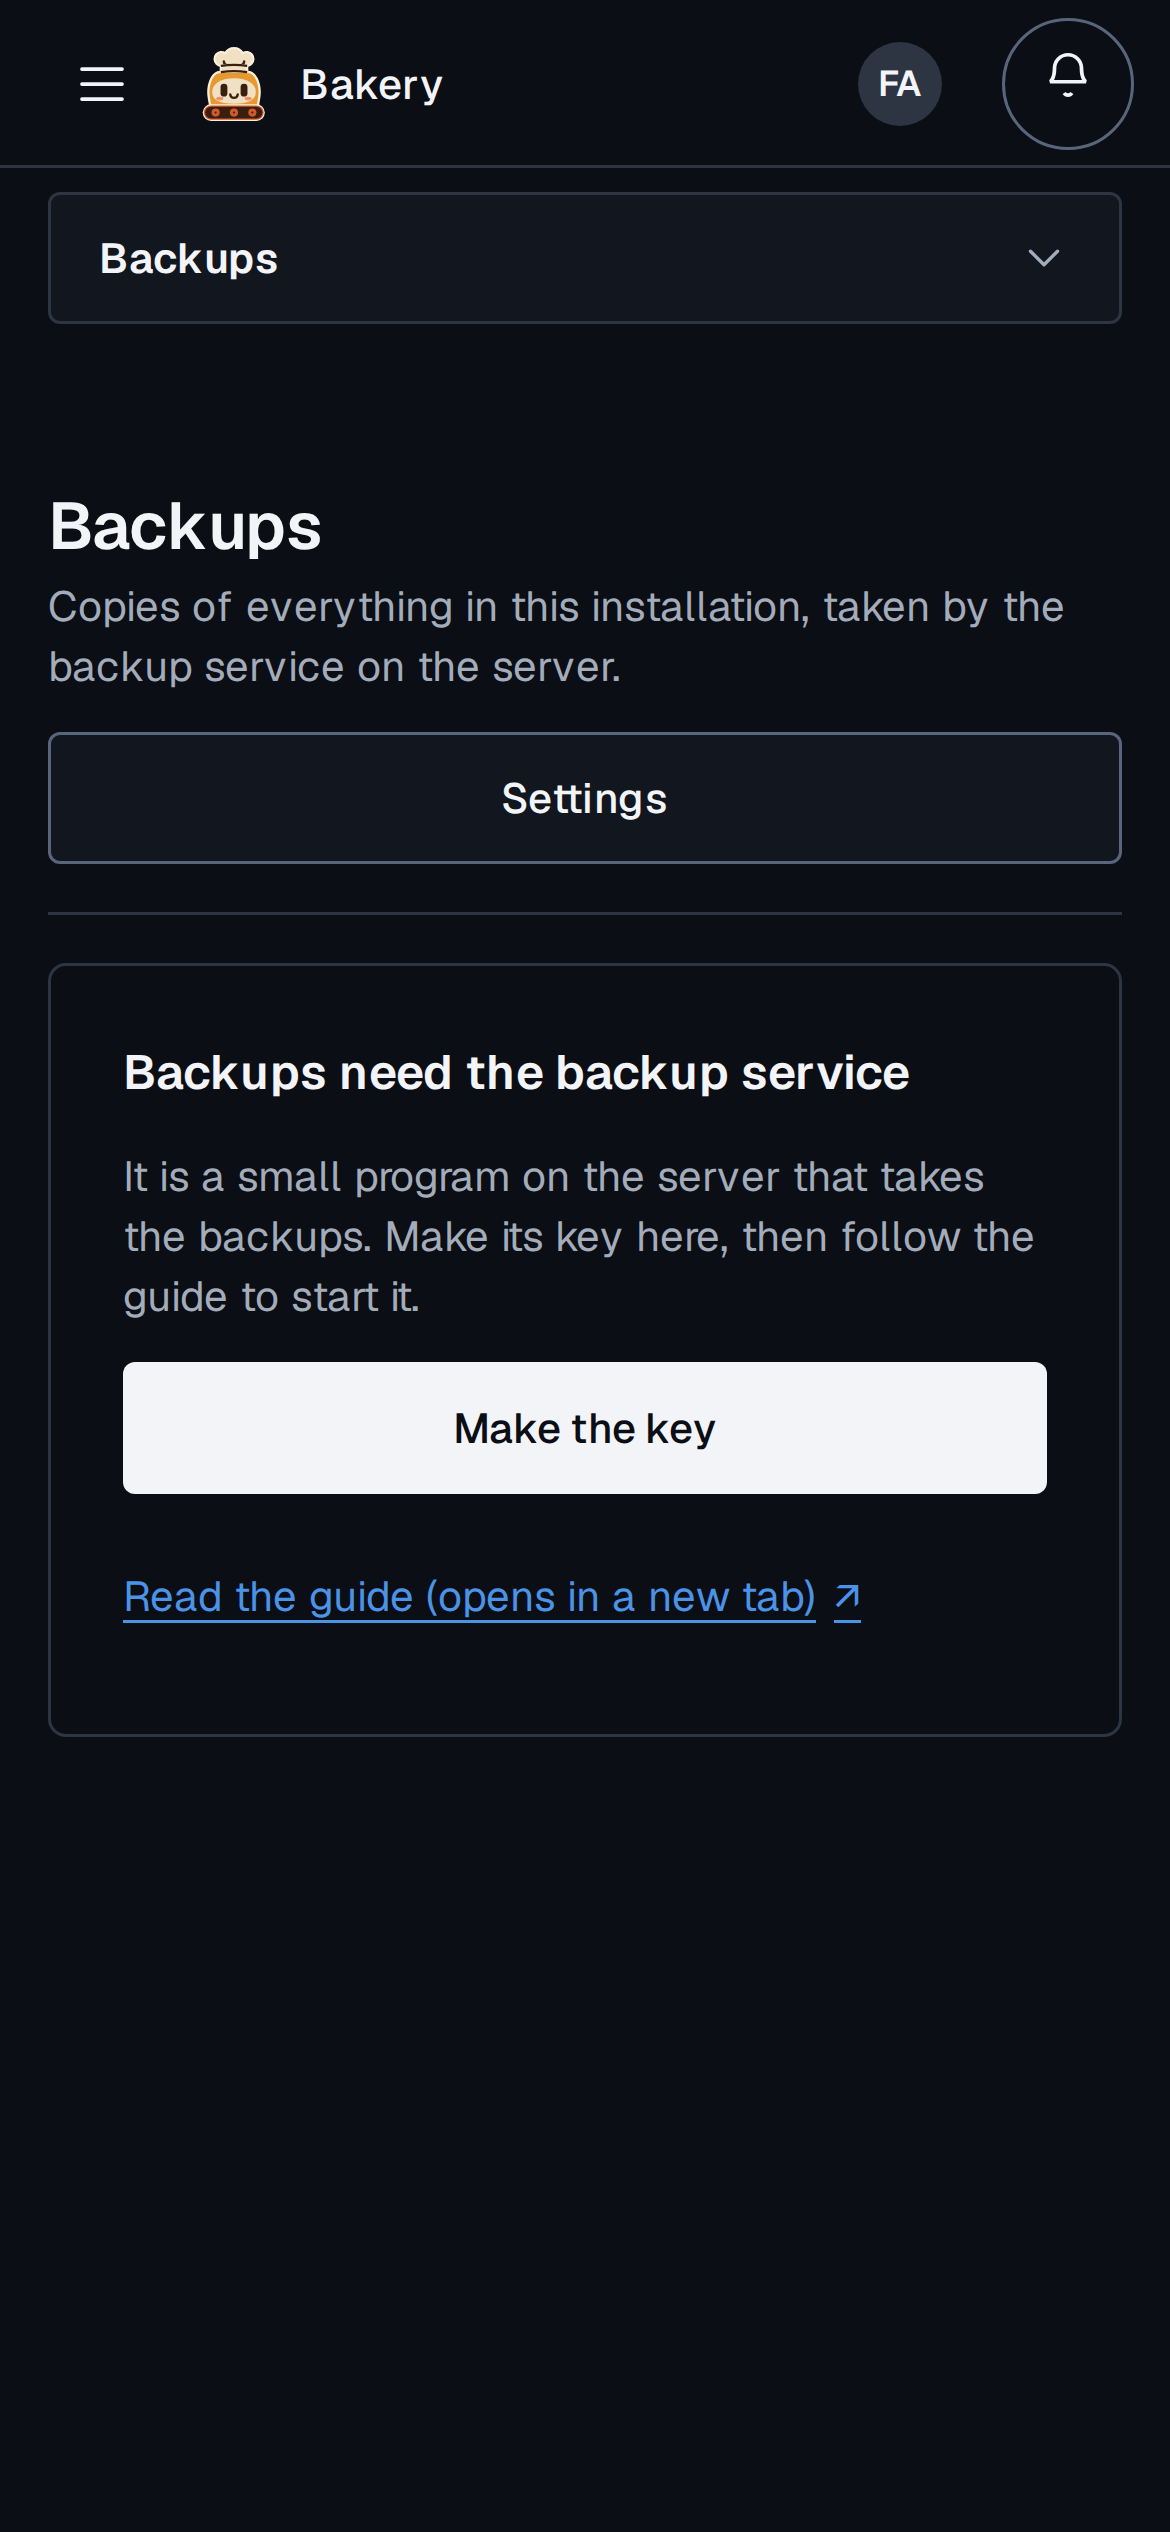 Bakery
FA
Backups
Backups
Copies of everything in this installation, taken by the
backup service on the server.
Settings
Backups need the backup service
It is a small program on the server that takes
the backups. Make its key here, then follow the
guide to start it.
Make the key
Read the guide (opens in a new tab)